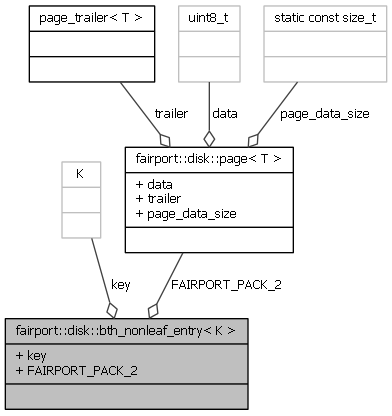 page_trailer< T >
uint8_t
static const size_t
trailer
data
page_data_size
K
fairport::disk::page< T >
+ data
+ trailer
+ page_data_size
key
FAIRPORT_PACK_2
fairport::disk::bth_nonleaf_entry< K >
+ key
+ FAIRPORT_PACK_2